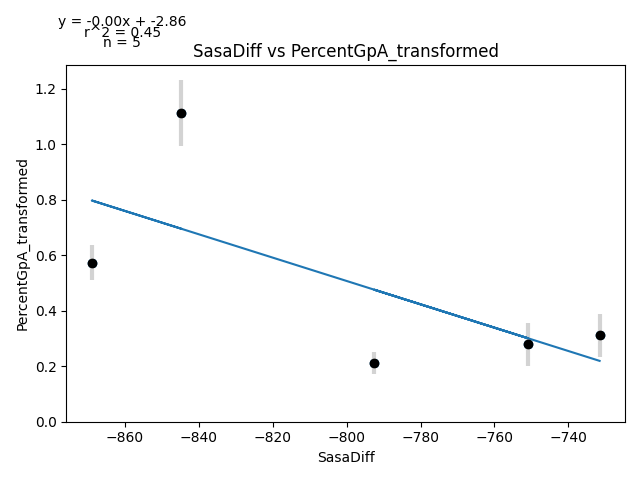 y = -0.00x + -2.86
r^2 = 0.45
n = 5
SasaDiff vs PercentGpA_transformed
1.2
1.0
0.8
0.6
0.4
0.2
0.0
PercentGpA_transformed
−860 −840 −820 −800 −780 −760 −740
SasaDiff